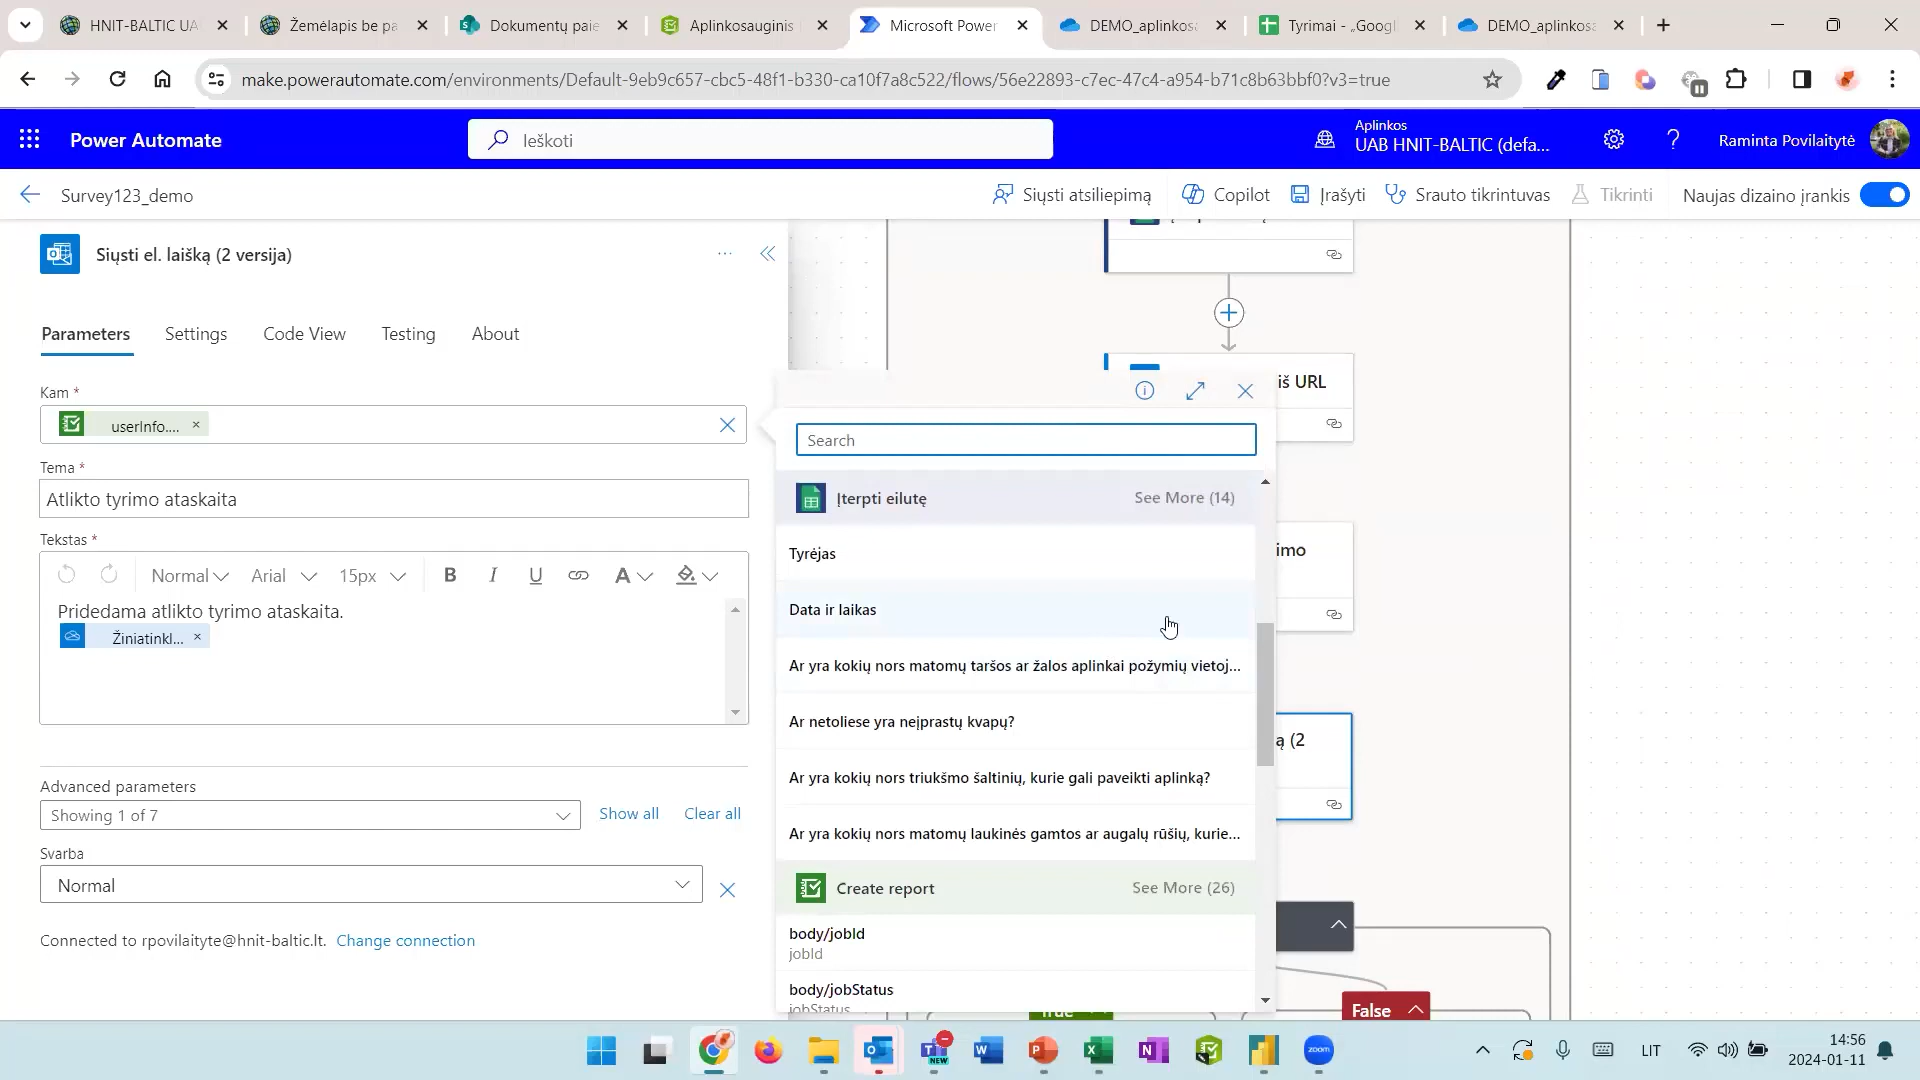 HNIT-BALTIC UA
Žemėlapis be pa
Dokumentų paie
Aplinkosauginis
Microsoft Power
DEMO_aplinkosa
Tyrimai - „Googl
DEMO_aplinkosa
make.powerautomate.com/environments/Default-9eb9c657-cbc5-48f1-b330-ca10f7a8c522/flows/56e22893-c7ec-47c4-a954-b71c8b63bbf0?v3=true
Power Automate
Ieškoti
Aplinkos
UAB HNIT-BALTIC (defa...
Raminta Povilaitytė
Survey123_demo
Siųsti atsiliepimą
Copilot
Įrašyti
Srauto tikrintuvas
Tikrinti
Naujas dizaino įrankis
Siųsti el. laišką (2 versija)
Parameters
Settings
Code View
Testing
About
Kam *
userInfo....
Tema *
Atlikto tyrimo ataskaita
Tekstas *
Normal
Arial
15px
B
I
U
A
Pridedama atlikto tyrimo ataskaita.
Žiniatinkl...
Advanced parameters
Showing 1 of 7
Show all
Clear all
Svarba
Normal
Connected to rpovilaityte@hnit-baltic.lt. Change connection
Search
Įterpti eilutę
See More (14)
Tyrėjas
Data ir laikas
Ar yra kokių nors matomų taršos ar žalos aplinkai požymių vietoj...
Ar netoliese yra neįprastų kvapų?
Ar yra kokių nors triukšmo šaltinių, kurie gali paveikti aplinką?
Ar yra kokių nors matomų laukinės gamtos ar augalų rūšių, kurie...
Create report
See More (26)
body/jobId
jobId
body/jobStatus
jobStatus
iš URL
imo
ą (2
True
False
NEW
zoom
LIT
14:56
2024-01-11